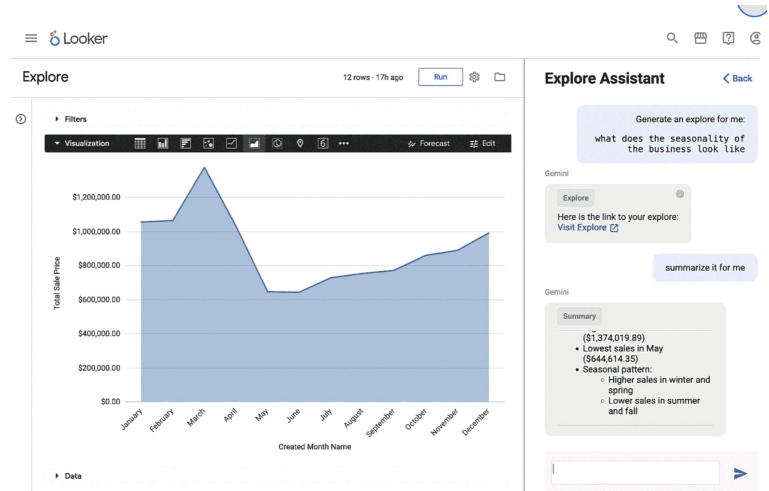 Looker
Explore
12 rows · 17h ago
Run
Filters
Visualization
6
Forecast
Edit
Total Sale Price
$1,200,000.00
$1,000,000.00
$800,000.00
$600,000.00
$400,000.00
$200,000.00
$0.00
January
February
March
April
May
June
July
August
September
October
November
December
Created Month Name
Data
Explore Assistant
Back
Generate an explore for me:
what does the seasonality of
the business look like
Gemini
Explore
Here is the link to your explore:
Visit Explore
summarize it for me
Gemini
Summary
($1,374,019.89)
• Lowest sales in May
($644,614.35)
• Seasonal pattern:
○ Higher sales in winter and
spring
○ Lower sales in summer
and fall